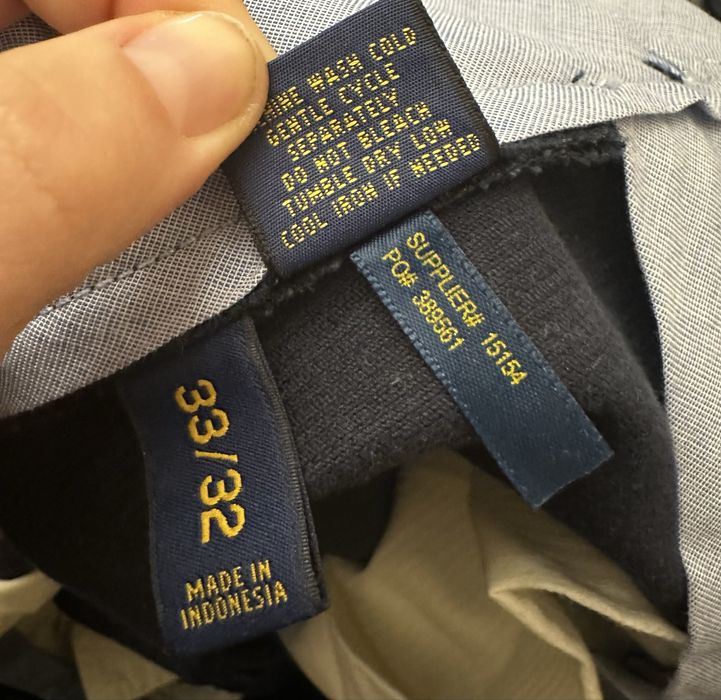 WASH COLD
GENTLE CYCLE
SEPARATELY
DO NOT BLEACH
TUMBLE DRY LOW
COOL IRON IF NEEDED
SUPPLIER# 15154
PO# 389561
33/32
MADE IN
INDONESIA